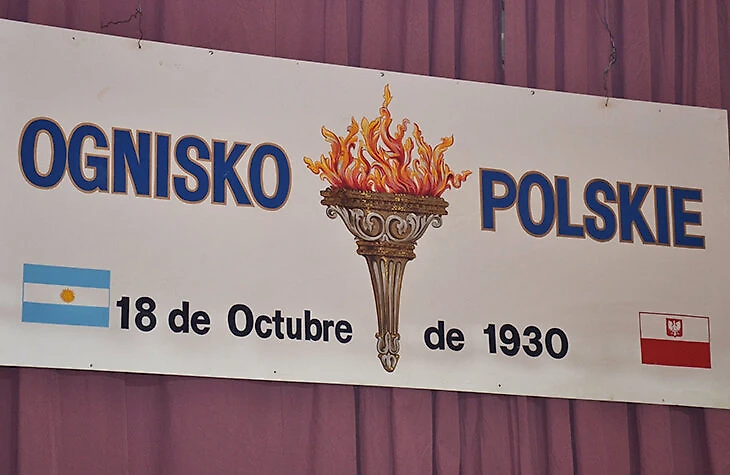 OGNISKO POLSKIE
18 de Octubre de 1930